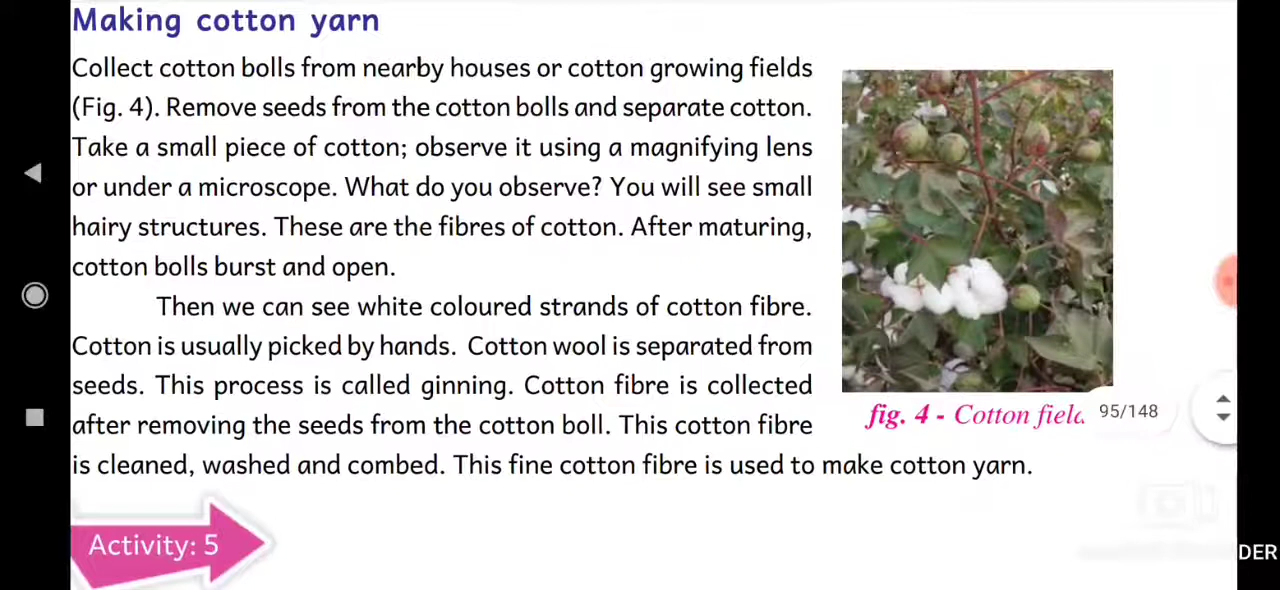 Making cotton yarn
Collect cotton bolls from nearby houses or cotton growing fields
(Fig. 4). Remove seeds from the cotton bolls and separate cotton.
Take a small piece of cotton; observe it using a magnifying lens
or under a microscope. What do you observe? You will see small
hairy structures. These are the fibres of cotton. After maturing,
cotton bolls burst and open.
Then we can see white coloured strands of cotton fibre.
Cotton is usually picked by hands. Cotton wool is separated from
seeds. This process is called ginning. Cotton fibre is collected
after removing the seeds from the cotton boll. This cotton fibre
is cleaned, washed and combed. This fine cotton fibre is used to make cotton yarn.
fig. 4 - Cotton
95/148
Activity: 5
DER